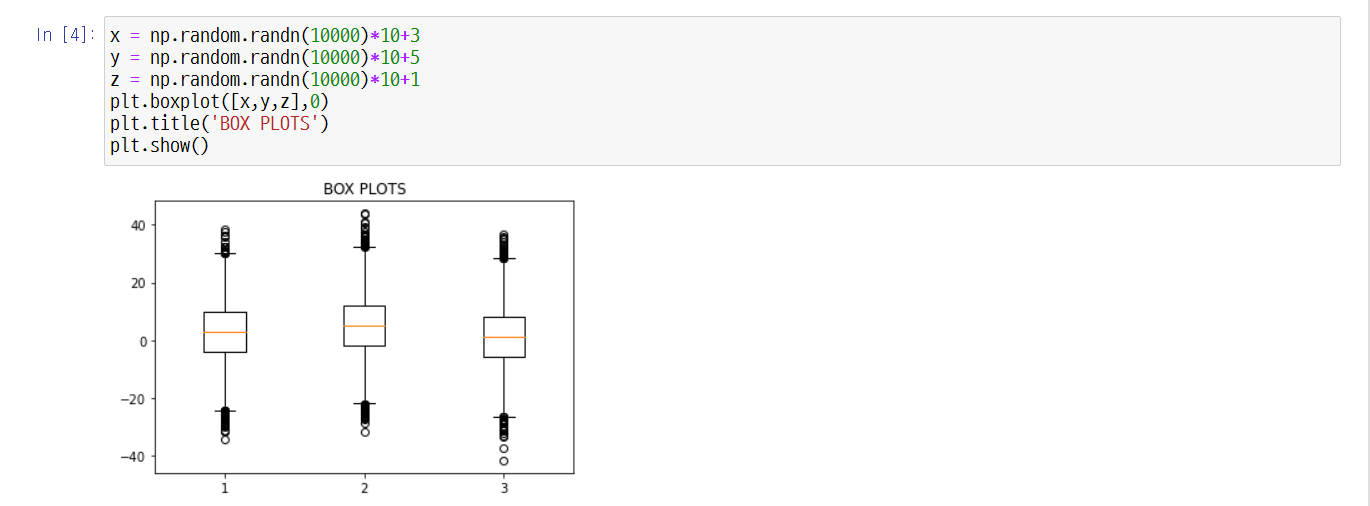 In [4]:
x = np.random.randn(10000)*10+3
y = np.random.randn(10000)*10+5
z = np.random.randn(10000)*10+1
plt.boxplot([x,y,z],0)
plt.title('BOX PLOTS')
plt.show()
BOX PLOTS
40
20
0
−20
−40
1 2 3